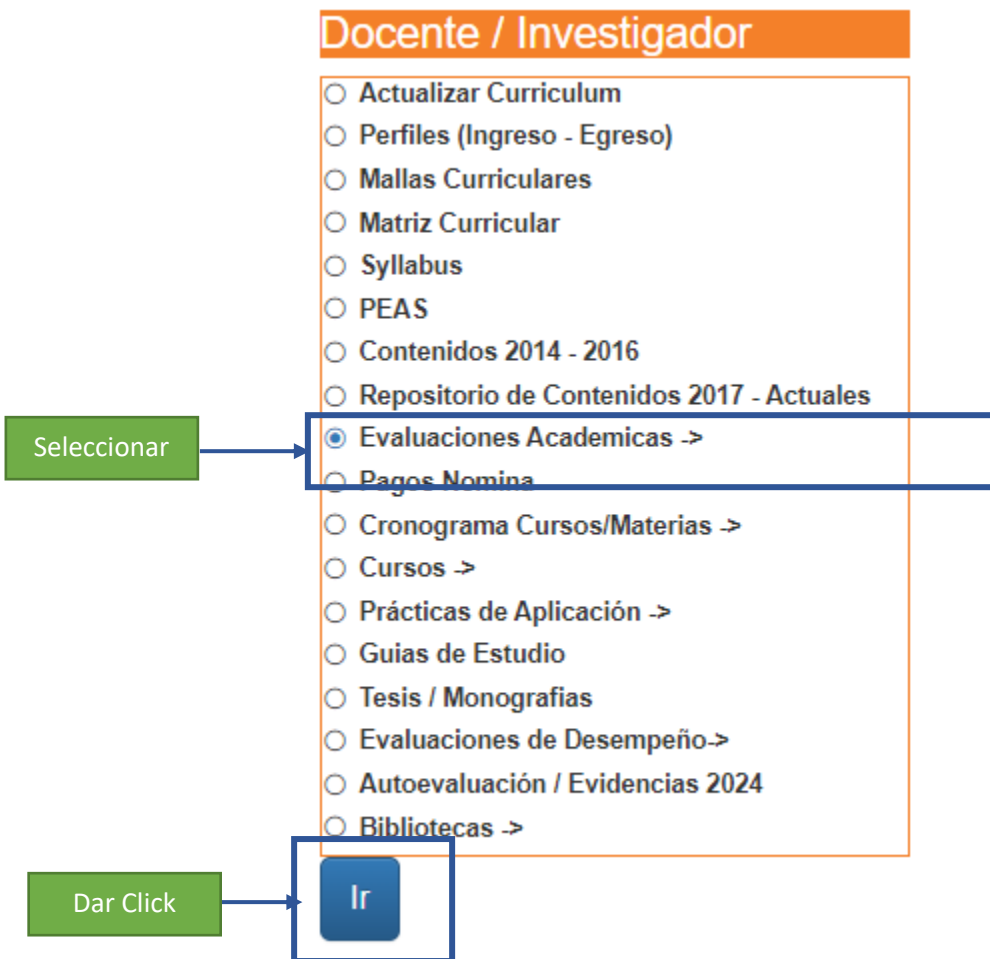 Docente / Investigador
Actualizar Curriculum
Perfiles (Ingreso - Egreso)
Mallas Curriculares
Matriz Curricular
Syllabus
PEAS
Contenidos 2014 - 2016
Repositorio de Contenidos 2017 - Actuales
Seleccionar
Evaluaciones Academicas ->
Pagos Nomina
Cronograma Cursos/Materias ->
Cursos ->
Prácticas de Aplicación ->
Guias de Estudio
Tesis / Monografias
Evaluaciones de Desempeño->
Autoevaluación / Evidencias 2024
Bibliotecas ->
Dar Click
Ir